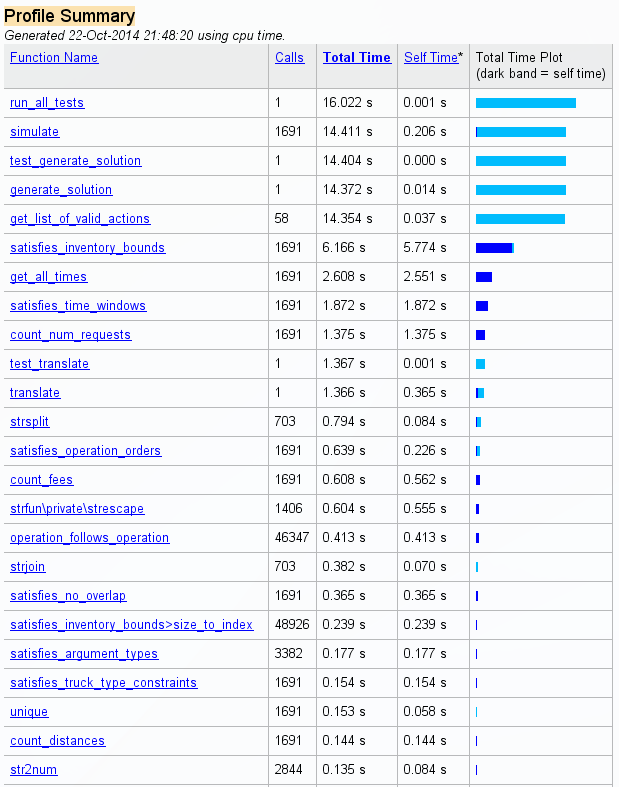 Profile Summary
Generated 22-Oct-2014 21:48:20 using cpu time.
Function Name Calls Total Time Self Time* Total Time Plot
(dark band = self time)
run_all_tests 1 16.022 s 0.001 s
simulate 1691 14.411 s 0.206 s
test_generate_solution 1 14.404 s 0.000 s
generate_solution 1 14.372 s 0.014 s
get_list_of_valid_actions 58 14.354 s 0.037 s
satisfies_inventory_bounds 1691 6.166 s 5.774 s
get_all_times 1691 2.608 s 2.551 s
satisfies_time_windows 1691 1.872 s 1.872 s
count_num_requests 1691 1.375 s 1.375 s
test_translate 1 1.367 s 0.001 s
translate 1 1.366 s 0.365 s
strsplit 703 0.794 s 0.084 s
satisfies_operation_orders 1691 0.639 s 0.226 s
count_fees 1691 0.608 s 0.562 s
strfun\private\strescape 1406 0.604 s 0.555 s
operation_follows_operation 46347 0.413 s 0.413 s
strjoin 703 0.382 s 0.070 s
satisfies_no_overlap 1691 0.365 s 0.365 s
satisfies_inventory_bounds>size_to_index 48926 0.239 s 0.239 s
satisfies_argument_types 3382 0.177 s 0.177 s
satisfies_truck_type_constraints 1691 0.154 s 0.154 s
unique 1691 0.153 s 0.058 s
count_distances 1691 0.144 s 0.144 s
str2num 2844 0.135 s 0.084 s